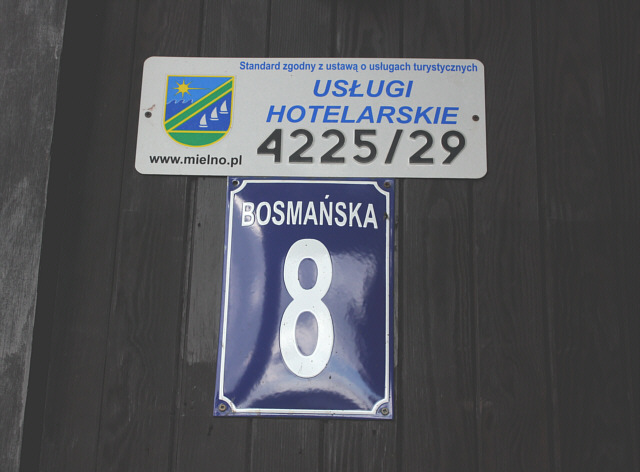 Standard zgodny z ustawą o usługach turystycznych
USŁUGI
HOTELARSKIE
4225/29
www.mielno.pl
BOSMAŃSKA
8